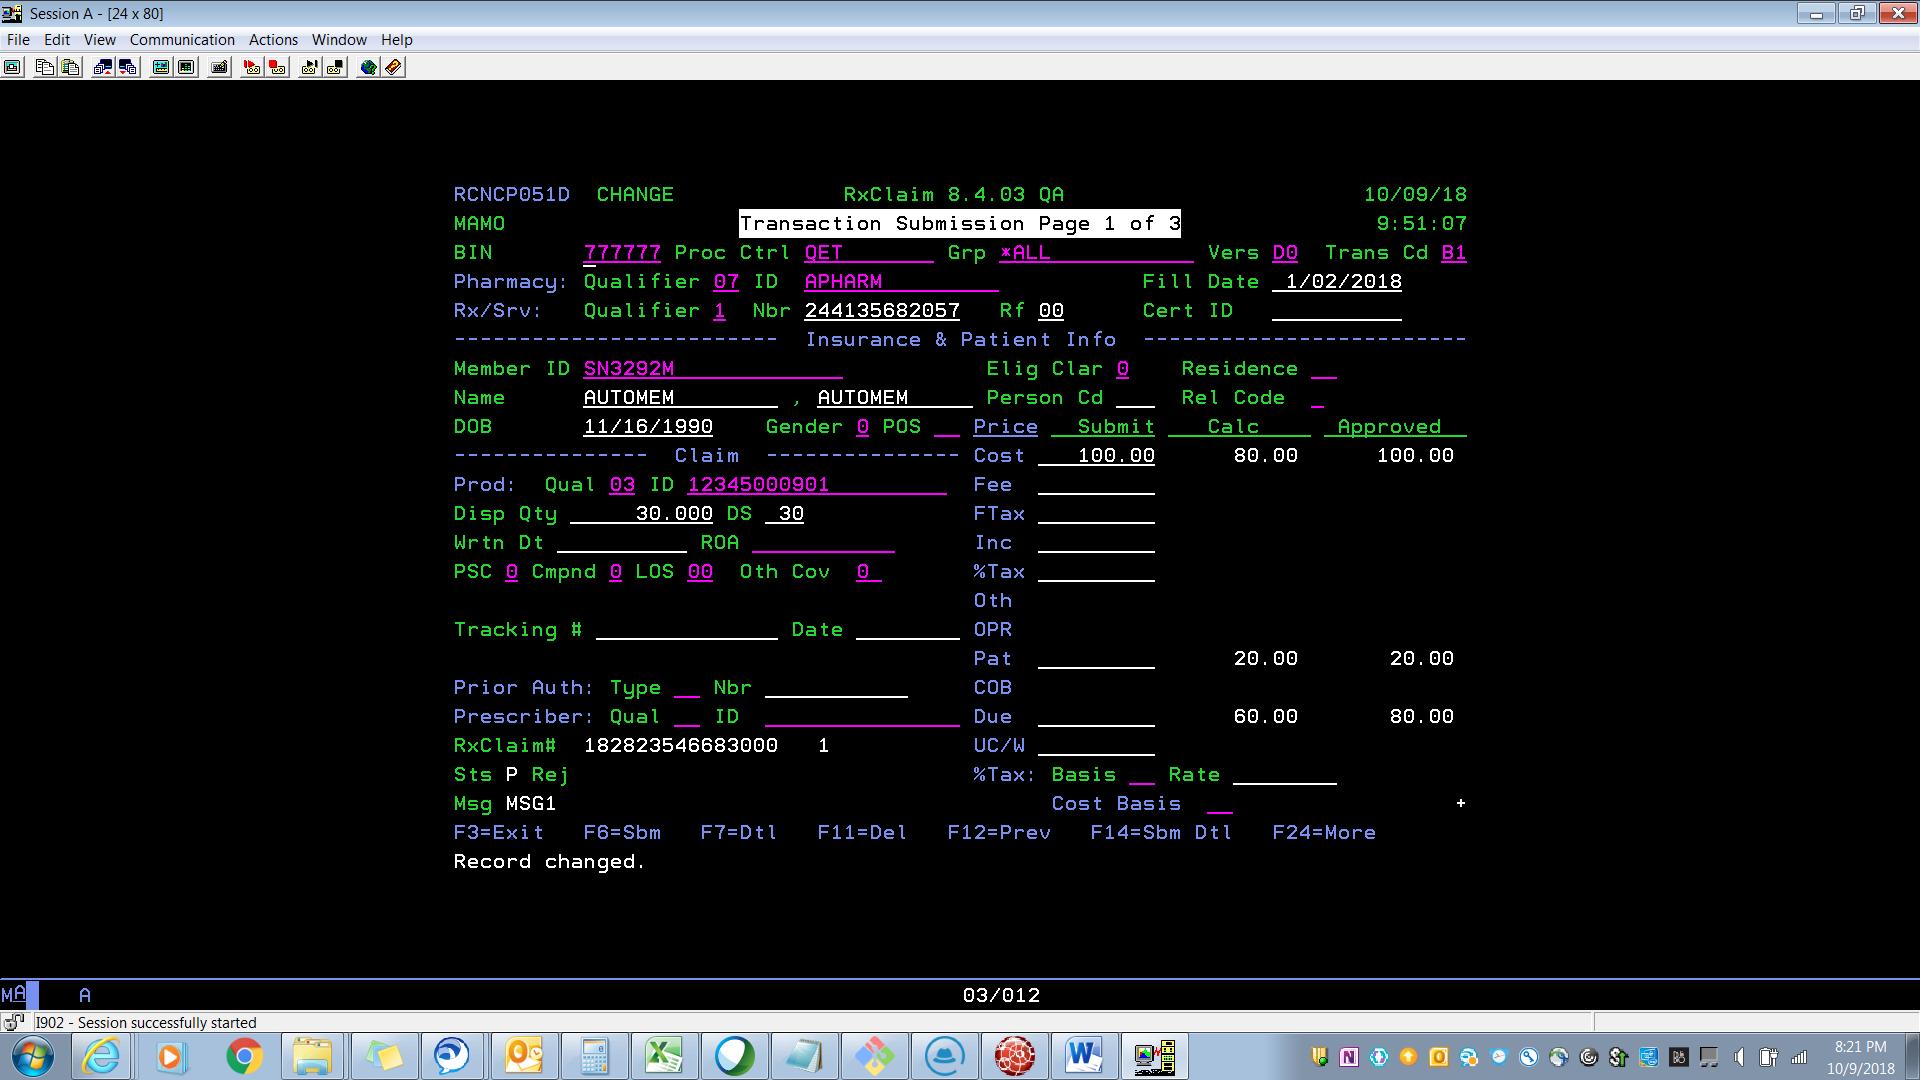 Session A - [24 x 80]
File Edit View Communication Actions Window Help
RCNCP051D CHANGE RxClaim 8.4.03 QA 10/09/18
MAMO Transaction Submission Page 1 of 3 9:51:07
BIN 777777 Proc Ctrl QET Grp *ALL Vers D0 Trans Cd B1
Pharmacy: Qualifier 07 ID APHARM Fill Date 1/02/2018
Rx/Srv: Qualifier 1 Nbr 244135682057 Rf 00 Cert ID
------------------------- Insurance & Patient Info -------------------------
Member ID SN3292M Elig Clar 0 Residence
Name AUTOMEM , AUTOMEM Person Cd Rel Code
DOB 11/16/1990 Gender 0 POS Price Submit Calc Approved
--------------- Claim --------------- Cost 100.00 80.00 100.00
Prod: Qual 03 ID 12345000901 Fee
Disp Qty 30.000 DS 30 FTax
Wrtn Dt ROA Inc
PSC 0 Cmpnd 0 LOS 00 Oth Cov 0 %Tax
Oth
Tracking # Date OPR
Pat 20.00 20.00
Prior Auth: Type Nbr COB
Prescriber: Qual ID Due 60.00 80.00
RxClaim# 182823546683000 1 UC/W
Sts P Rej %Tax: Basis Rate
Msg MSG1 Cost Basis +
F3=Exit F6=Sbm F7=Dtl F11=Del F12=Prev F14=Sbm Dtl F24=More
Record changed.
MA A 03/012
I902 - Session successfully started
8:21 PM
10/9/2018